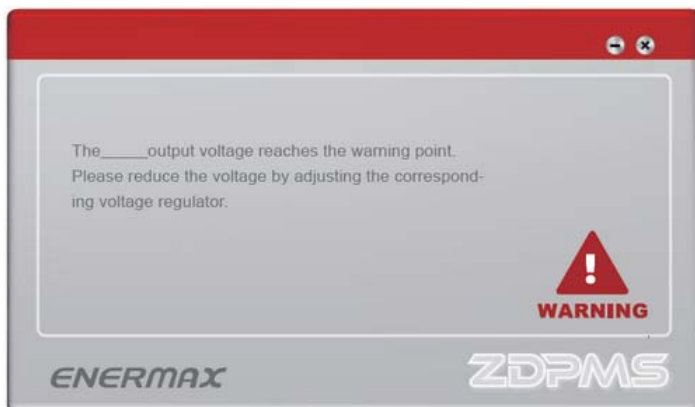 The_____output voltage reaches the warning point.
Please reduce the voltage by adjusting the correspond-
ing voltage regulator.
!
WARNING
ENERMAX
ZDPMS